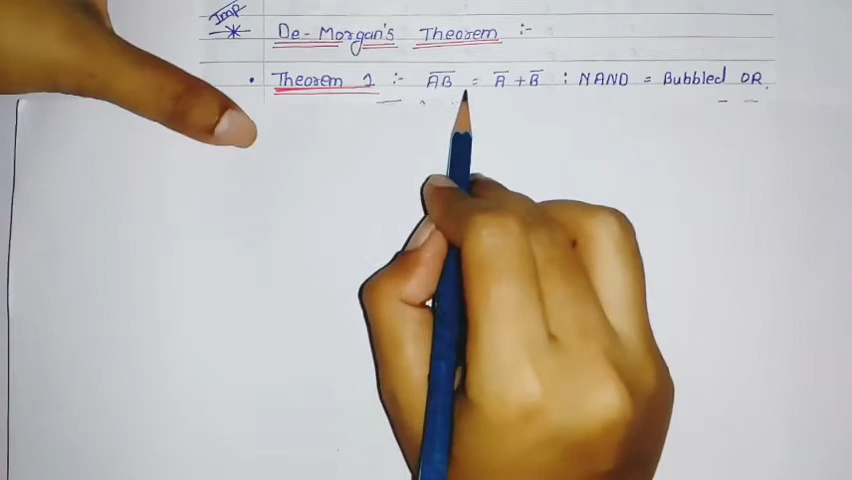 Imp
* De-Morgan's Theorem :-
• Theorem 1 :- A̅B̅ = A̅ + B̅ : NAND = Bubbled OR.